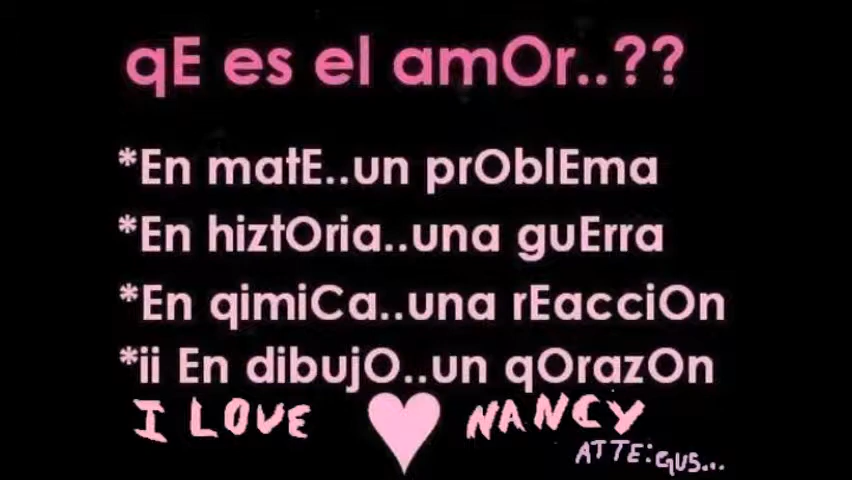 qE es el amOr..??
*En matE..un prOblEma
*En hiztOria..una guErra
*En qimiCa..una rEacciOn
*ii En dibujO..un qOrazOn
I LOVE NANCY
ATTE:GUS...